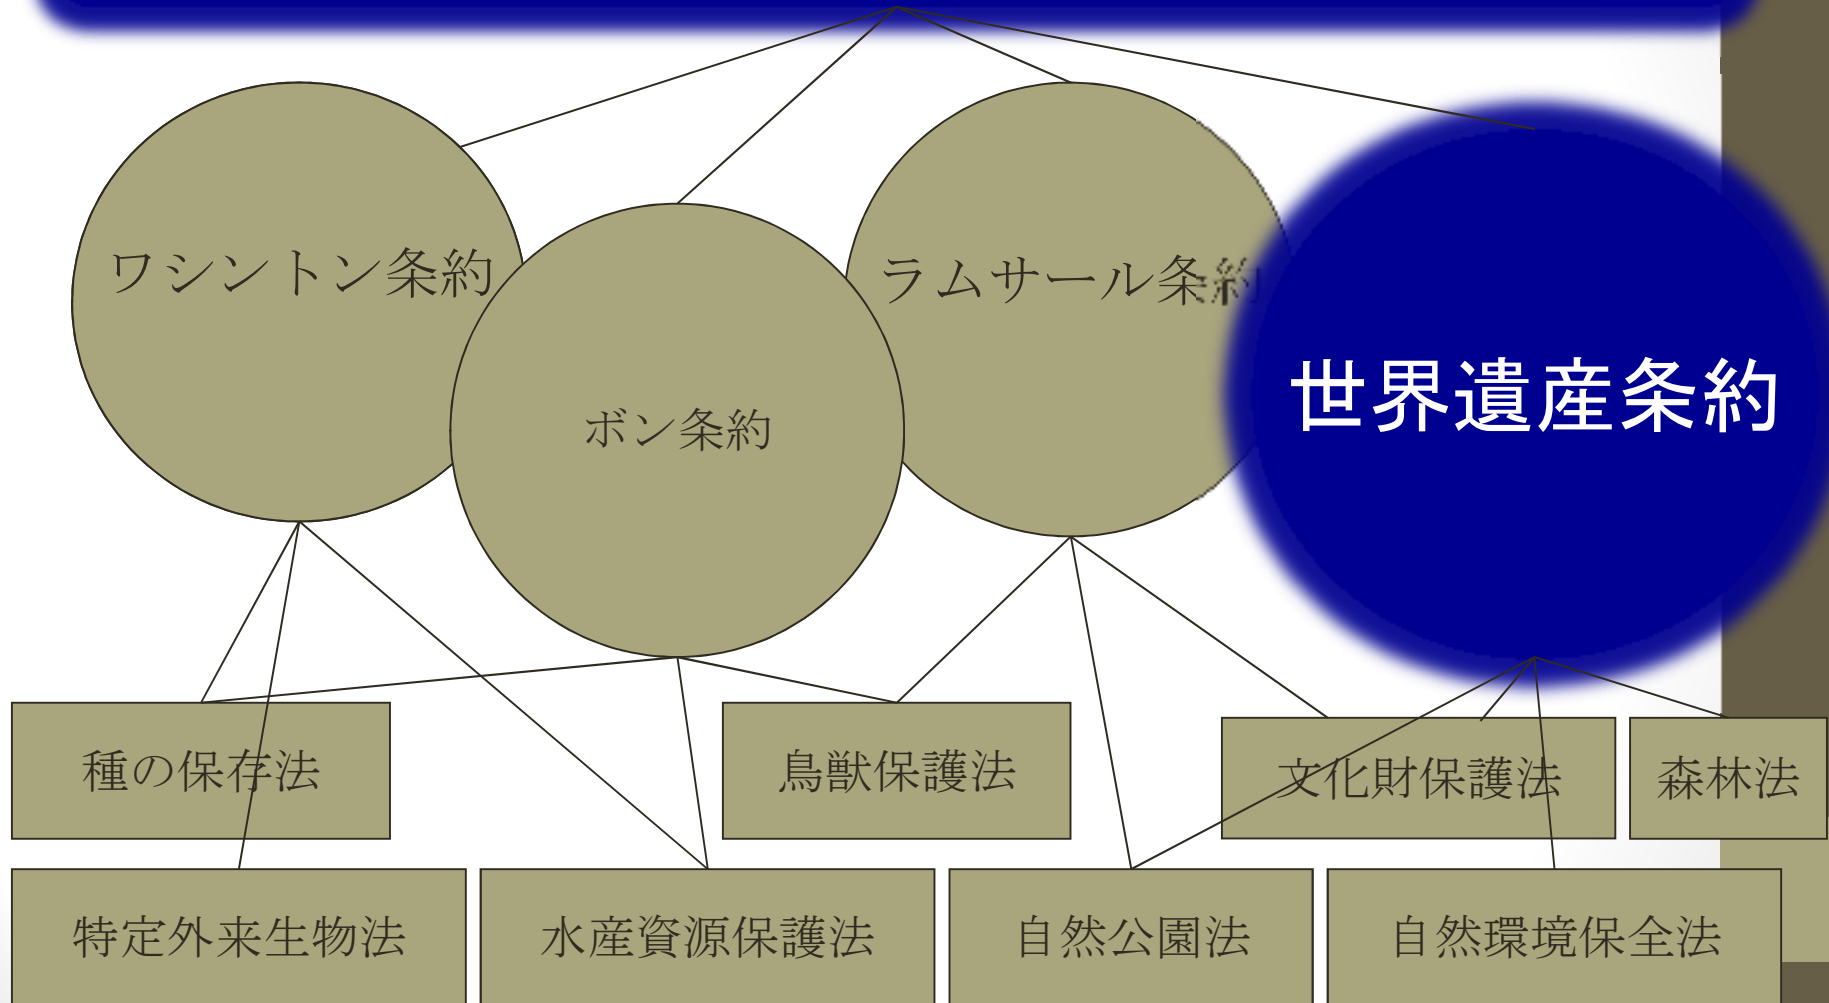 ワシントン条約
ラムサール条約
世界遺産条約
ボン条約
種の保存法
鳥獣保護法
文化財保護法
森林法
特定外来生物法
水産資源保護法
自然公園法
自然環境保全法